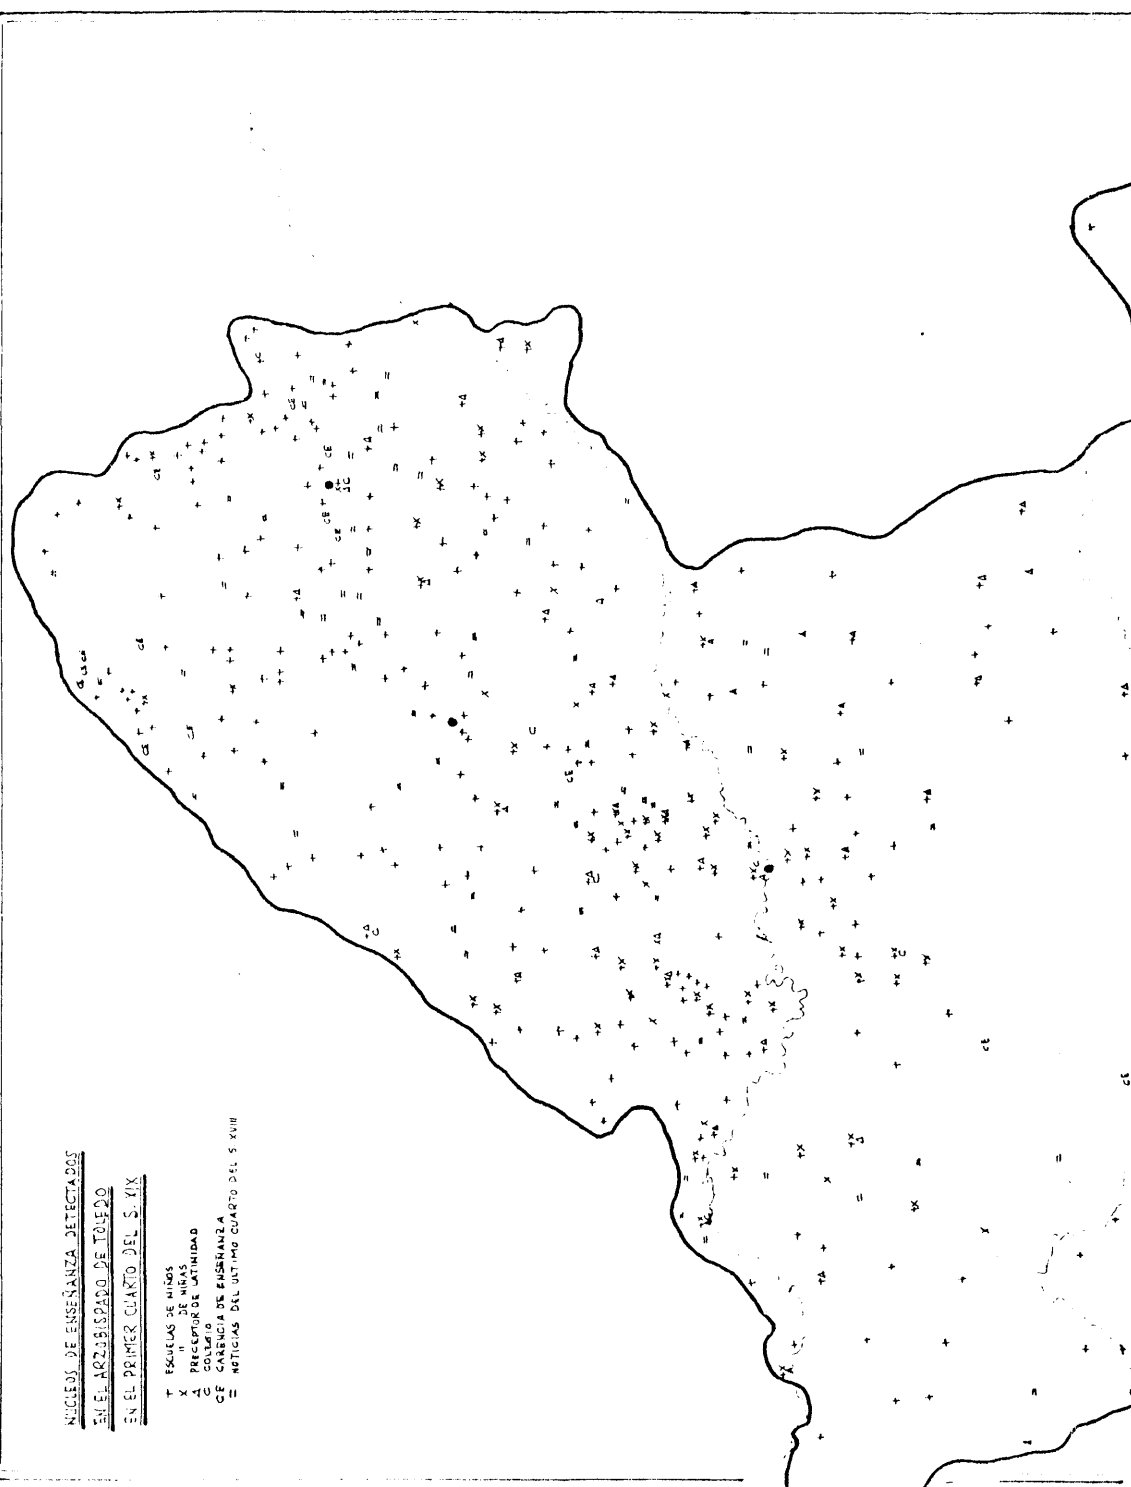 NUCLEOS DE ENSEÑANZA DETECTADOS
EN EL ARZOBISPADO DE TOLEDO
EN EL PRIMER CUARTO DEL S. XIX
+ ESCUELAS DE NIÑOS
X " DE NIÑAS
Δ PRECEPTOR DE LATINIDAD
C COLEGIO
CE CARENCIA DE ENSEÑANZA
= NOTICIAS DEL ULTIMO CUARTO DEL S XVIII